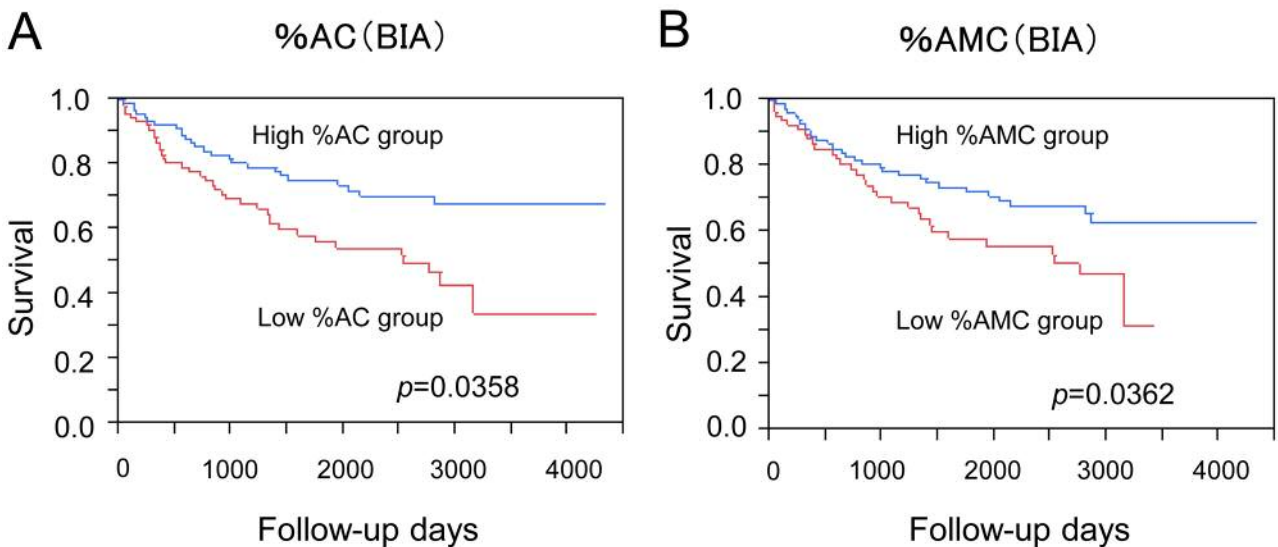 A
%AC(BIA)
1.0
0.8
0.6
0.4
0.2
0.0
Survival
High %AC group
Low %AC group
p=0.0358
0 1000 2000 3000 4000
Follow-up days
B
%AMC(BIA)
1.0
0.8
0.6
0.4
0.2
0.0
Survival
High %AMC group
Low %AMC group
p=0.0362
0 1000 2000 3000 4000
Follow-up days